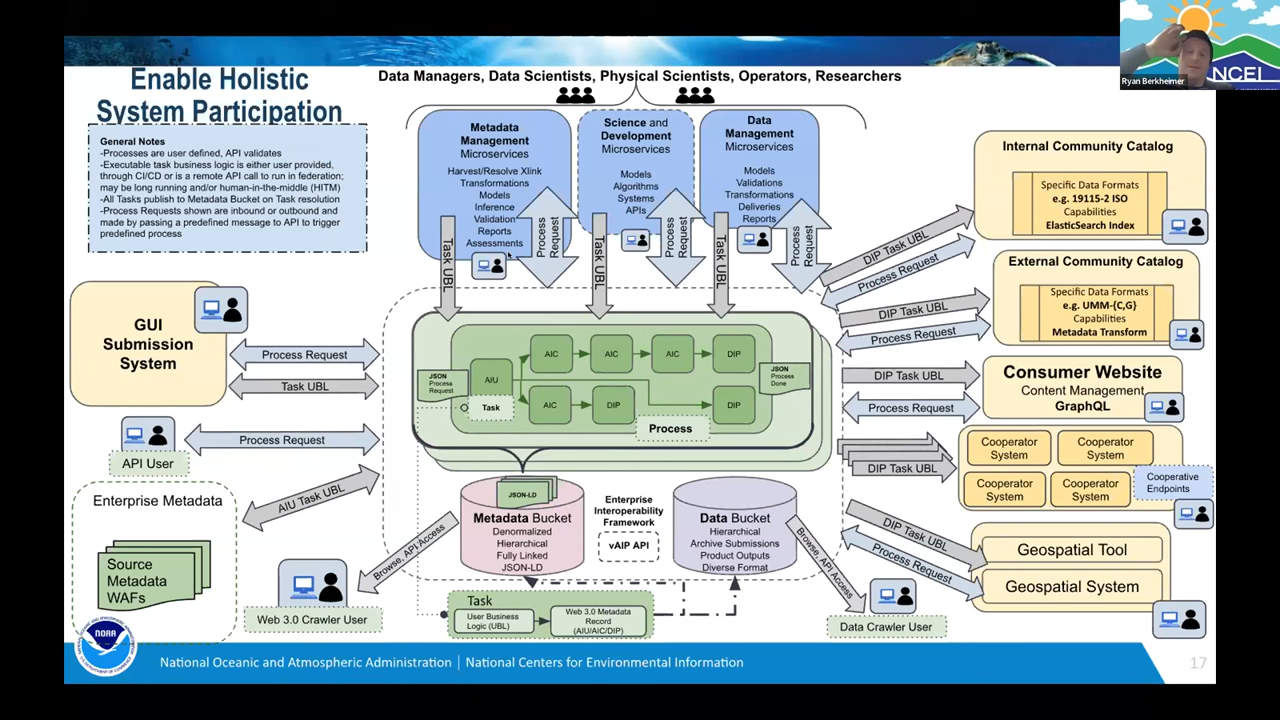 Enable Holistic
System Participation
Data Managers, Data Scientists, Physical Scientists, Operators, Researchers
Ryan Berkheimer
NCEI
General Notes
-Processes are user defined, API validates
-Executable task business logic is either user provided,
through CI/CD or is a remote API call to run in federation;
may be long running and/or human-in-the-middle (HITM)
-All Tasks publish to Metadata Bucket on Task resolution
-Process Requests shown are inbound or outbound and
made by passing a predefined message to API to trigger
predefined process
Metadata
Management
Microservices
Harvest/Resolve Xlink
Transformations
Models
Inference
Validation
Reports
Assessments
Science and
Development
Microservices
Models
Algorithms
Systems
APIs
Data
Management
Microservices
Models
Validations
Transformations
Deliveries
Reports
Task UBL
Process
Request
Task UBL
Process
Request
Task UBL
Process
Request
Internal Community Catalog
Specific Data Formats
e.g. 19115-2 ISO
Capabilities
ElasticSearch Index
DIP Task UBL
Process Request
External Community Catalog
Specific Data Formats
e.g. UMM-{C,G}
Capabilities
Metadata Transform
DIP Task UBL
Process Request
GUI
Submission
System
Process Request
Task UBL
API User
Process Request
JSON
Process
Request
AIU
Task
AIC
AIC
AIC
DIP
AIC
DIP
DIP
JSON
Process
Done
Process
Consumer Website
Content Management
GraphQL
DIP Task UBL
Process Request
Cooperator
System
Cooperator
System
Cooperator
System
Cooperator
System
Cooperative
Endpoints
DIP Task UBL
Enterprise Metadata
Source
Metadata
WAFs
AIU Task UBL
JSON-LD
Metadata Bucket
Denormalized
Hierarchical
Fully Linked
JSON-LD
Enterprise
Interoperability
Framework
vAIP API
Data Bucket
Hierarchical
Archive Submissions
Product Outputs
Diverse Format
Browse, API Access
Web 3.0 Crawler User
Browse, API Access
Data Crawler User
DIP Task UBL
Process Request
Geospatial Tool
Geospatial System
Task
User Business
Logic (UBL)
Web 3.0 Metadata
Record
(AIU/AIC/DIP)
NOAA
National Oceanic and Atmospheric Administration | National Centers for Environmental Information
17